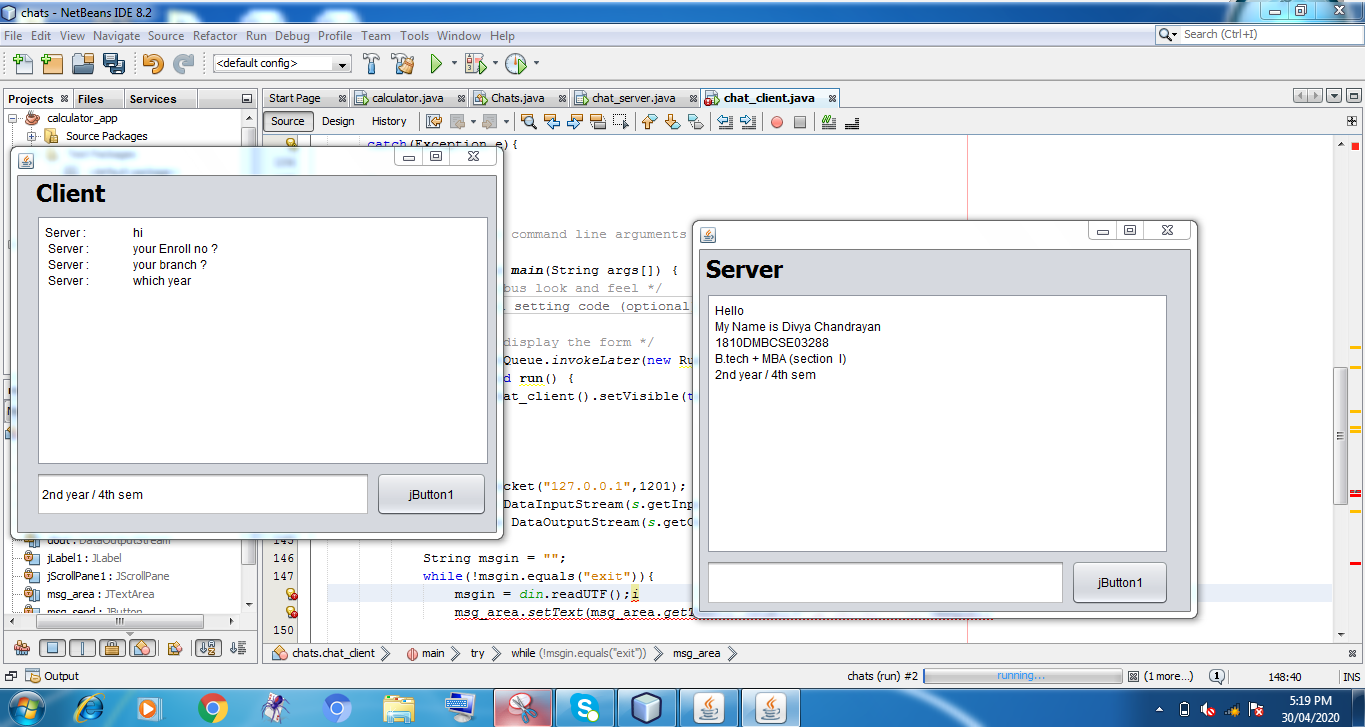 chats - NetBeans IDE 8.2
File Edit View Navigate Source Refactor Run Debug Profile Team Tools Window Help
Search (Ctrl+I)
<default config>
Projects Files Services
Start Page calculator.java Chats.java chat_server.java chat_client.java
calculator_app
Source Packages
Source Design History
catch(Exception e){
Client
Server : hi
Server : your Enroll no ?
Server : your branch ?
Server : which year
2nd year / 4th sem
jButton1
command line arguments
main(String args[]) {
bus look and feel */
setting code (optional
display the form */
Queue.invokeLater(new Ru
d run() {
at_client().setVisible(t
cket("127.0.0.1",1201);
DataInputStream(s.getInp
DataOutputStream(s.getO
Server
Hello
My Name is Divya Chandrayan
1810DMBCSE03288
B.tech + MBA (section I)
2nd year / 4th sem
jButton1
145
146 String msgin = "";
147 while(!msgin.equals("exit")){
msgin = din.readUTF();i
msg_area.setText(msg_area.getT
150
dout : DataOutputStream
jLabel1 : JLabel
jScrollPane1 : JScrollPane
msg_area : JTextArea
msg_send : JButton
chats.chat_client main try while (!msgin.equals("exit")) msg_area
Output
chats (run) #2 running... (1 more...) 1 148:40 INS
5:19 PM
30/04/2020